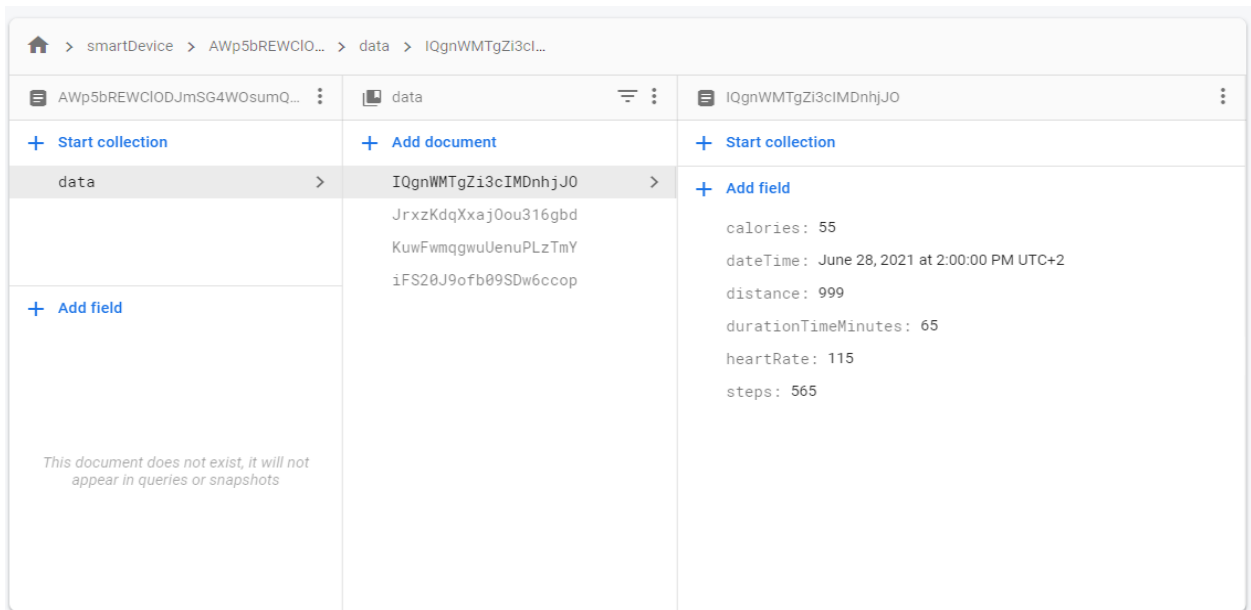 smartDevice > AWp5bREWClO... > data > IQgnWMTgZi3cI...
AWp5bREWClODJmSG4WOsumQ...
Start collection
data
Add field
This document does not exist, it will not
appear in queries or snapshots
data
Add document
IQgnWMTgZi3cIMDnhjJO
JrxzKdqXxajOou316gbd
KuwFwmqgwuUenuPLzTmY
iFS20J9ofb09SDw6ccop
IQgnWMTgZi3cIMDnhjJO
Start collection
Add field
calories: 55
dateTime: June 28, 2021 at 2:00:00 PM UTC+2
distance: 999
durationTimeMinutes: 65
heartRate: 115
steps: 565